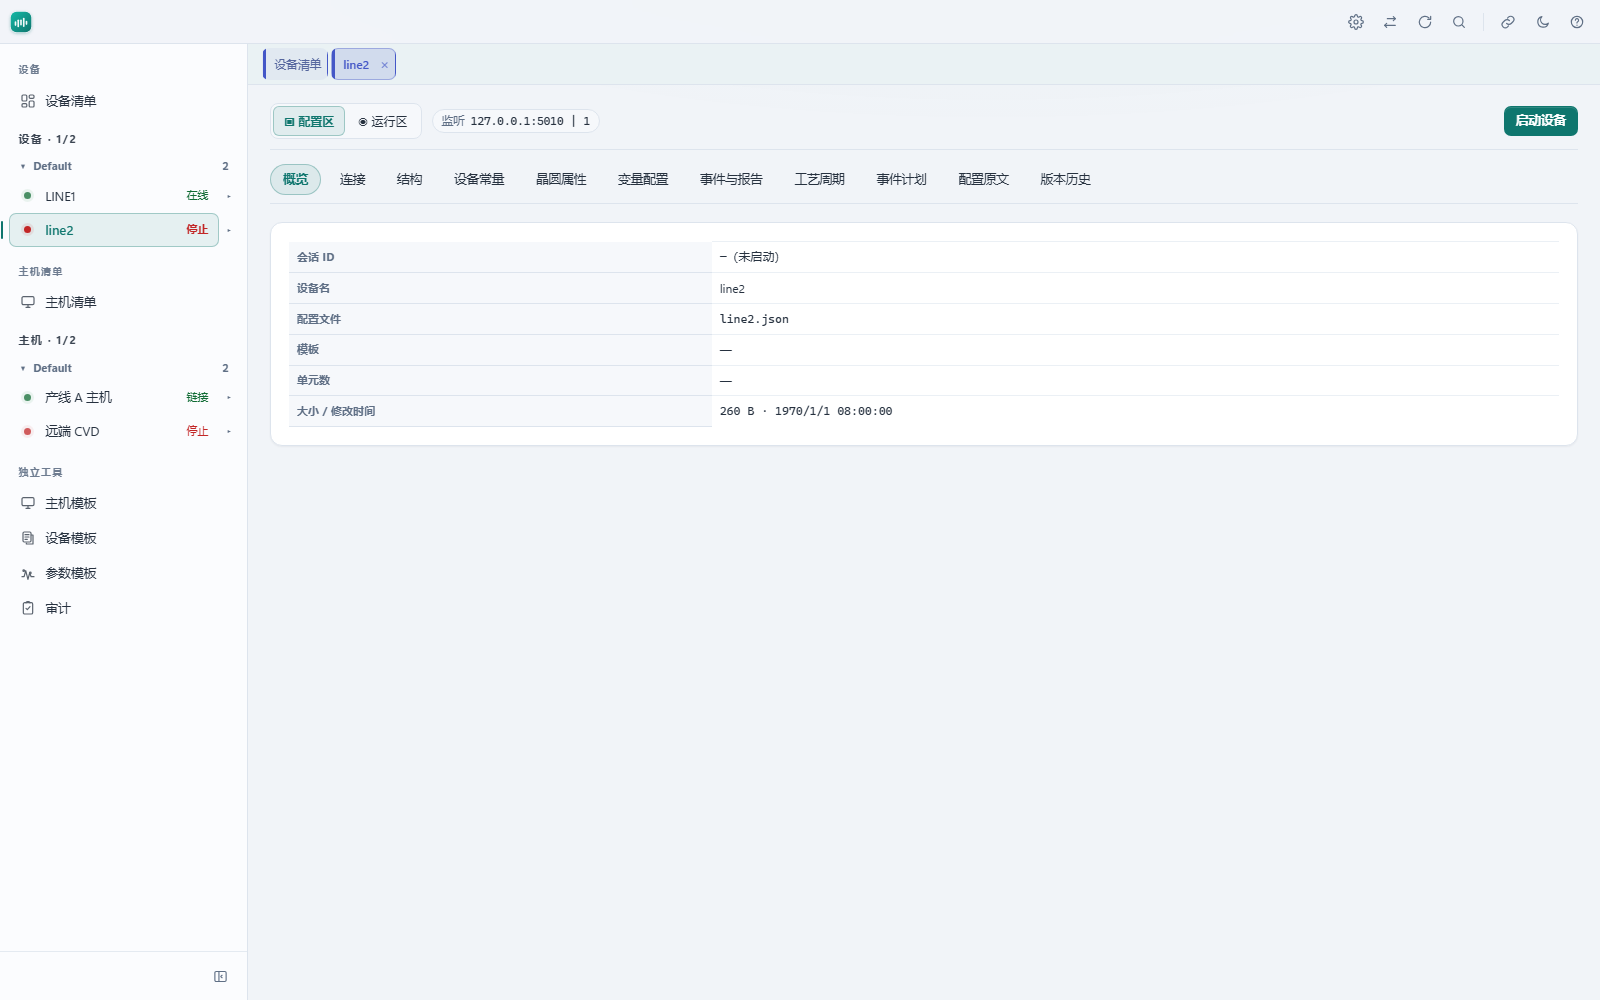 设备
设备清单
设备 · 1/2
Default 2
LINE1 在线
line2 停止
主机清单
主机清单
主机 · 1/2
Default 2
产线 A 主机 链接
远端 CVD 停止
独立工具
主机模板
设备模板
参数模板
审计
设备清单 line2 ×
配置区 运行区 监听 127.0.0.1:5010 | 1 启动设备
概览 连接 结构 设备常量 晶圆属性 变量配置 事件与报告 工艺周期 事件计划 配置原文 版本历史
会话 ID — (未启动)
设备名 line2
配置文件 line2.json
模板 —
单元数 —
大小 / 修改时间 260 B · 1970/1/1 08:00:00